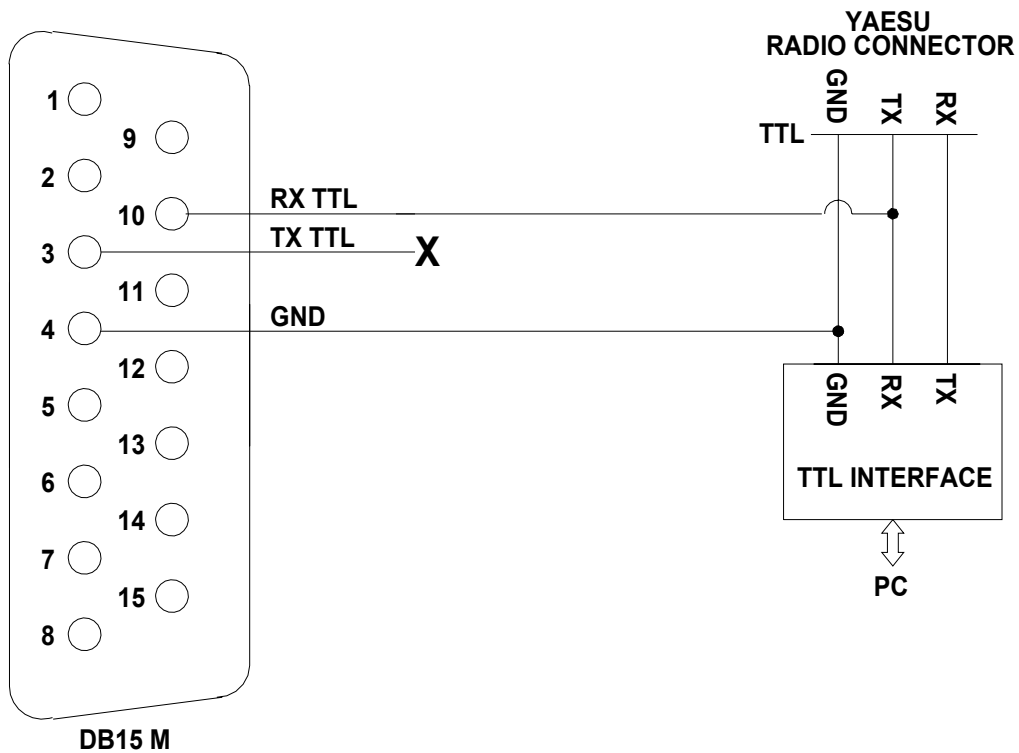 YAESU
RADIO CONNECTOR
GND TX RX
TTL
1
9
2
10 RX TTL
3 TX TTL X
11
4 GND
12
GND RX TX
5
13
6 TTL INTERFACE
14
7
PC
15
8
DB15 M